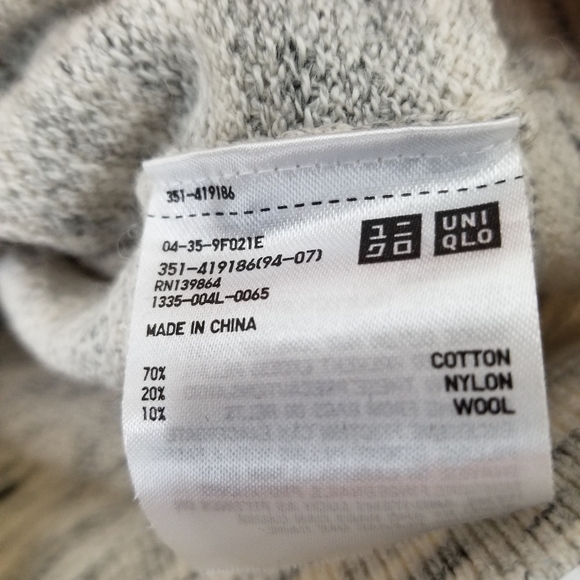 351-419186
04-35-9F021E
351-419186(94-07)
RN139864
1335-004L-0065
ユニ
クロ
UNI
QLO
MADE IN CHINA
70% COTTON
20% NYLON
10% WOOL